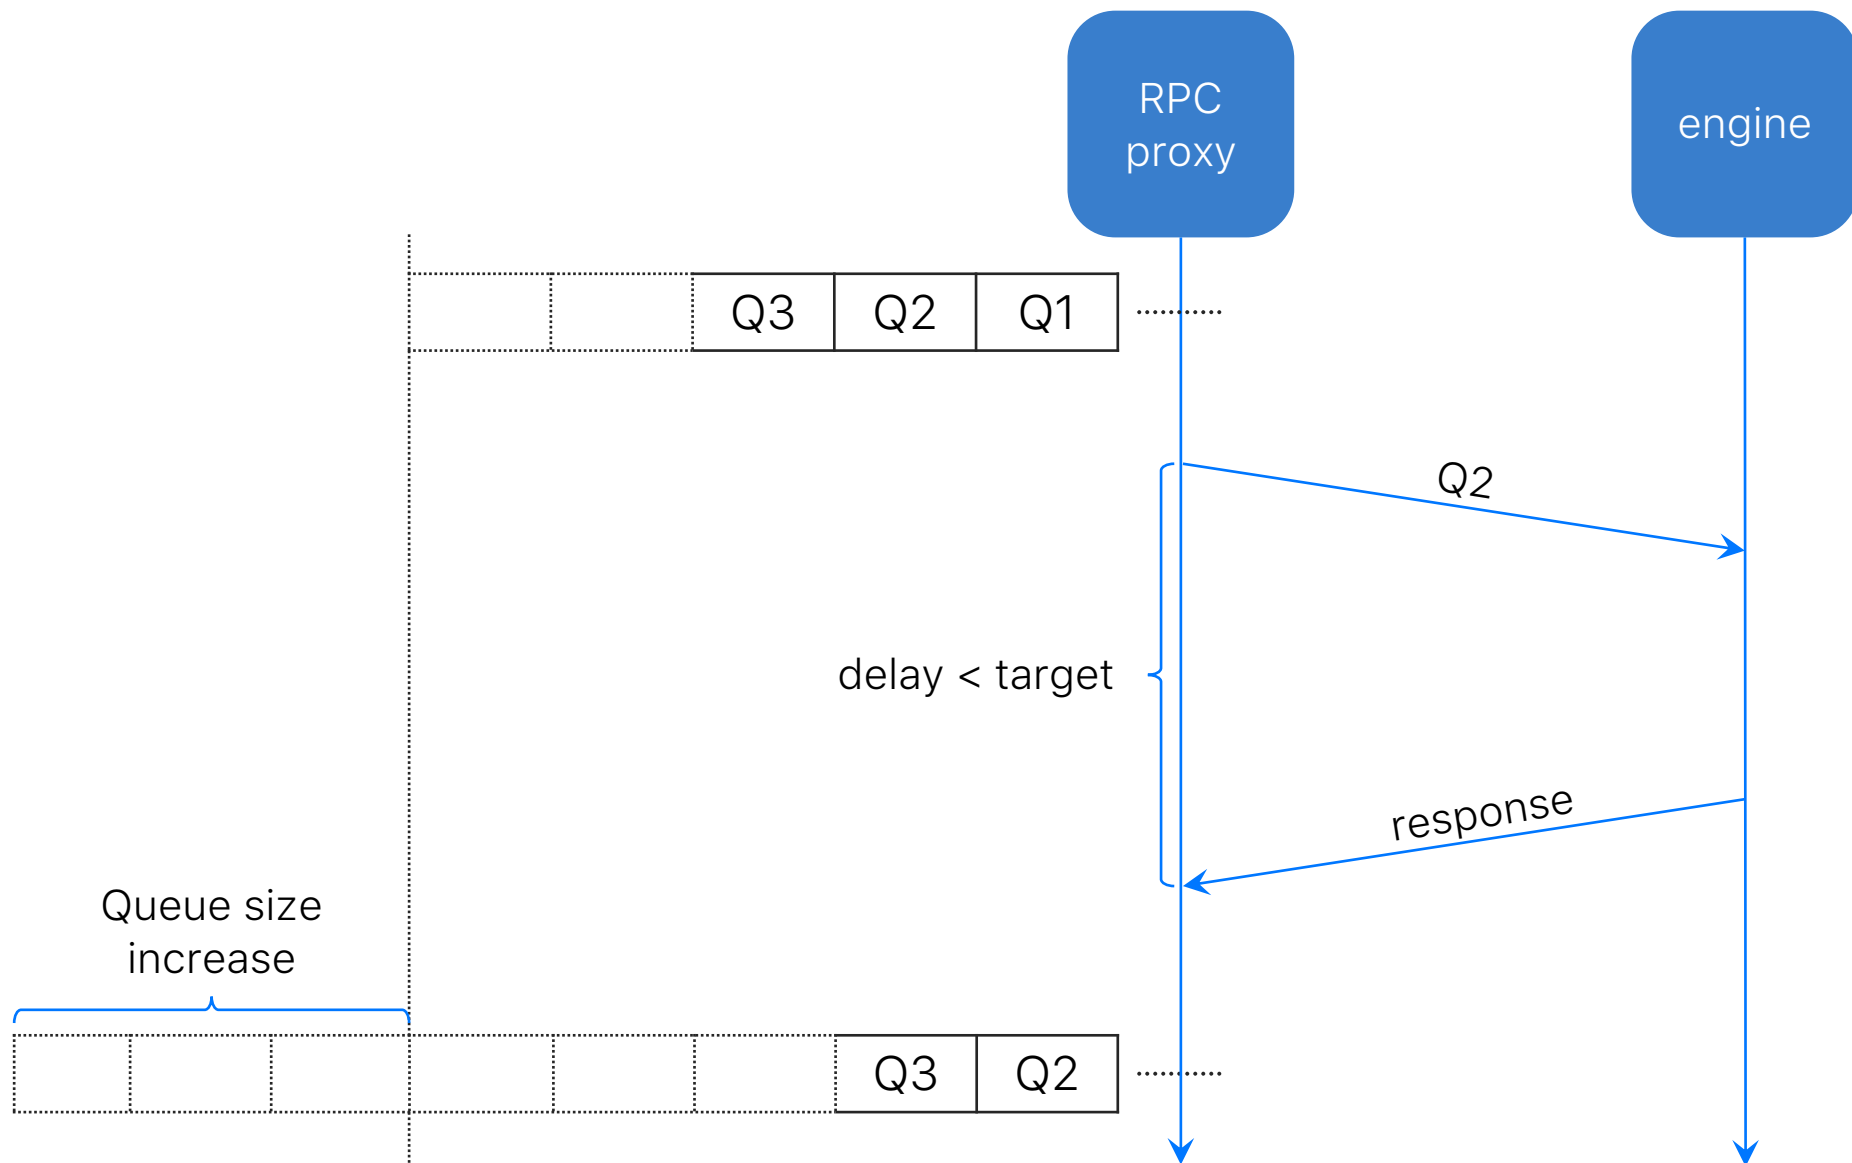 RPC
proxy
engine
Q3 Q2 Q1
Q2
delay < target
response
Queue size
increase
Q3 Q2